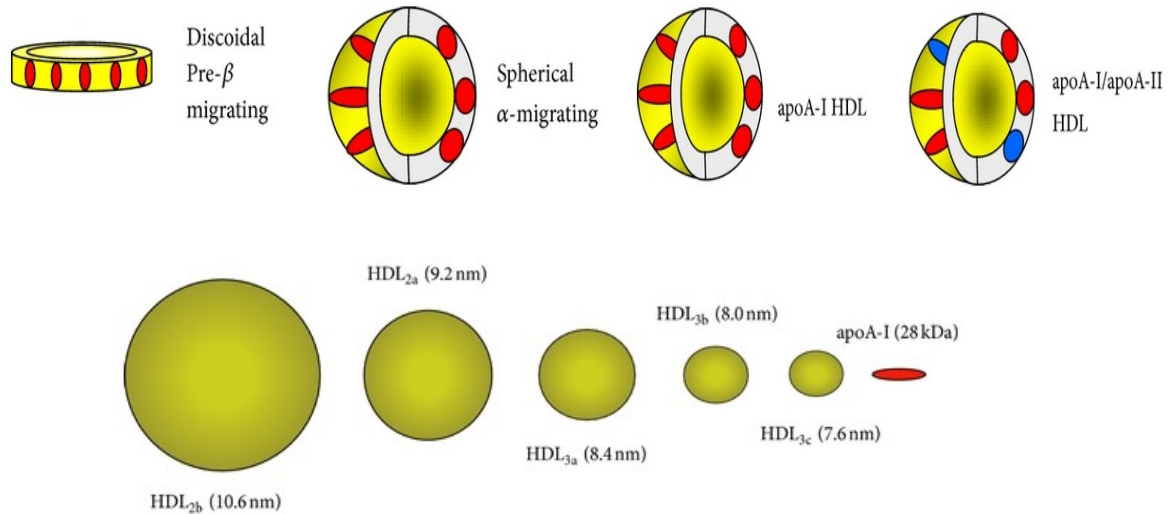 Discoidal
Pre-β
migrating
Spherical
α-migrating
apoA-I HDL
apoA-I/apoA-II
HDL
HDL2a (9.2 nm)
HDL3b (8.0 nm)
apoA-I (28 kDa)
HDL3a (8.4 nm)
HDL3c (7.6 nm)
HDL2b (10.6 nm)